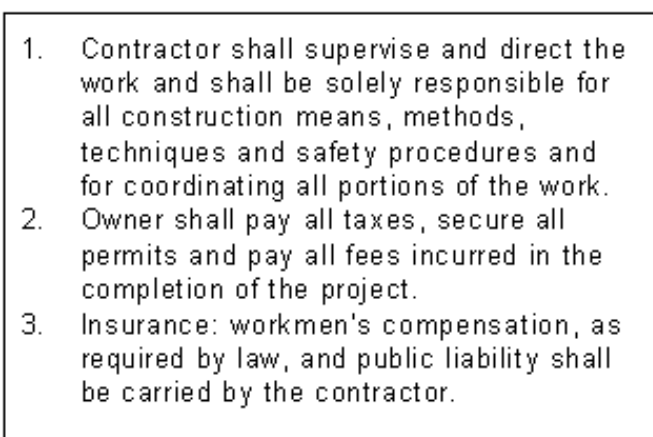 1. Contractor shall supervise and direct the
work and shall be solely responsible for
all construction means, methods,
techniques and safety procedures and
for coordinating all portions of the work.
2. Owner shall pay all taxes, secure all
permits and pay all fees incurred in the
completion of the project.
3. Insurance: workmen's compensation, as
required by law, and public liability shall
be carried by the contractor.